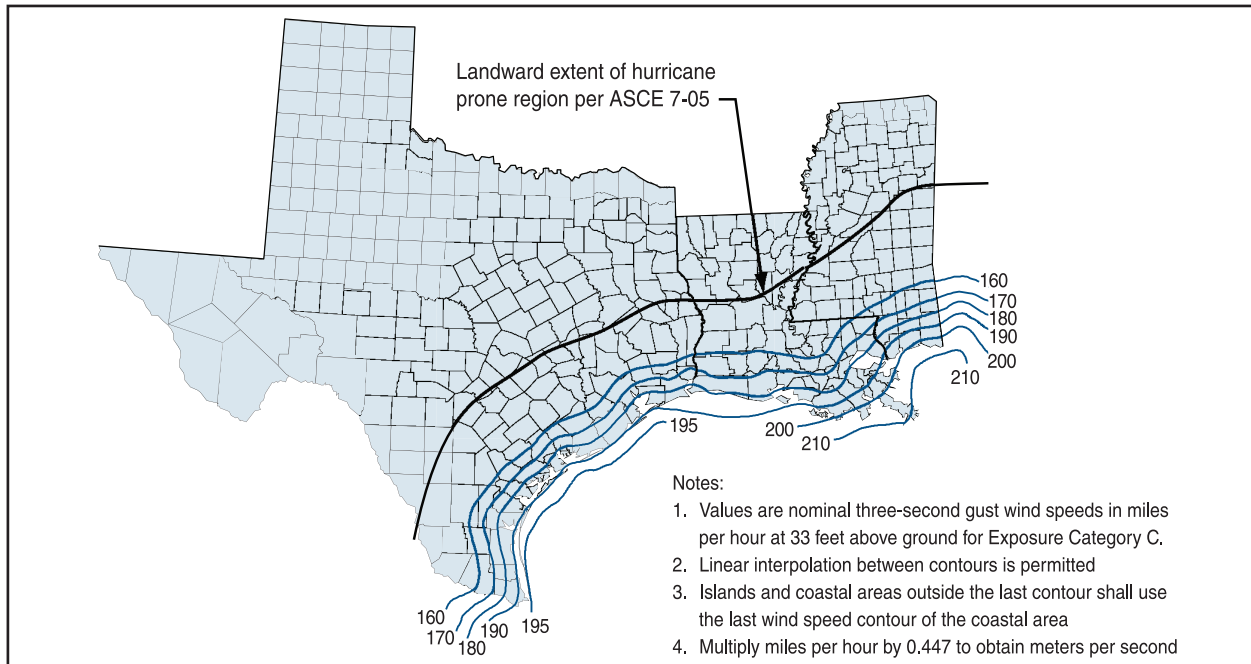 Landward extent of hurricane
prone region per ASCE 7-05
160
170
180
190
200
210
195
200
210
160
170
180
190
195
Notes:
1. Values are nominal three-second gust wind speeds in miles
per hour at 33 feet above ground for Exposure Category C.
2. Linear interpolation between contours is permitted
3. Islands and coastal areas outside the last contour shall use
the last wind speed contour of the coastal area
4. Multiply miles per hour by 0.447 to obtain meters per second